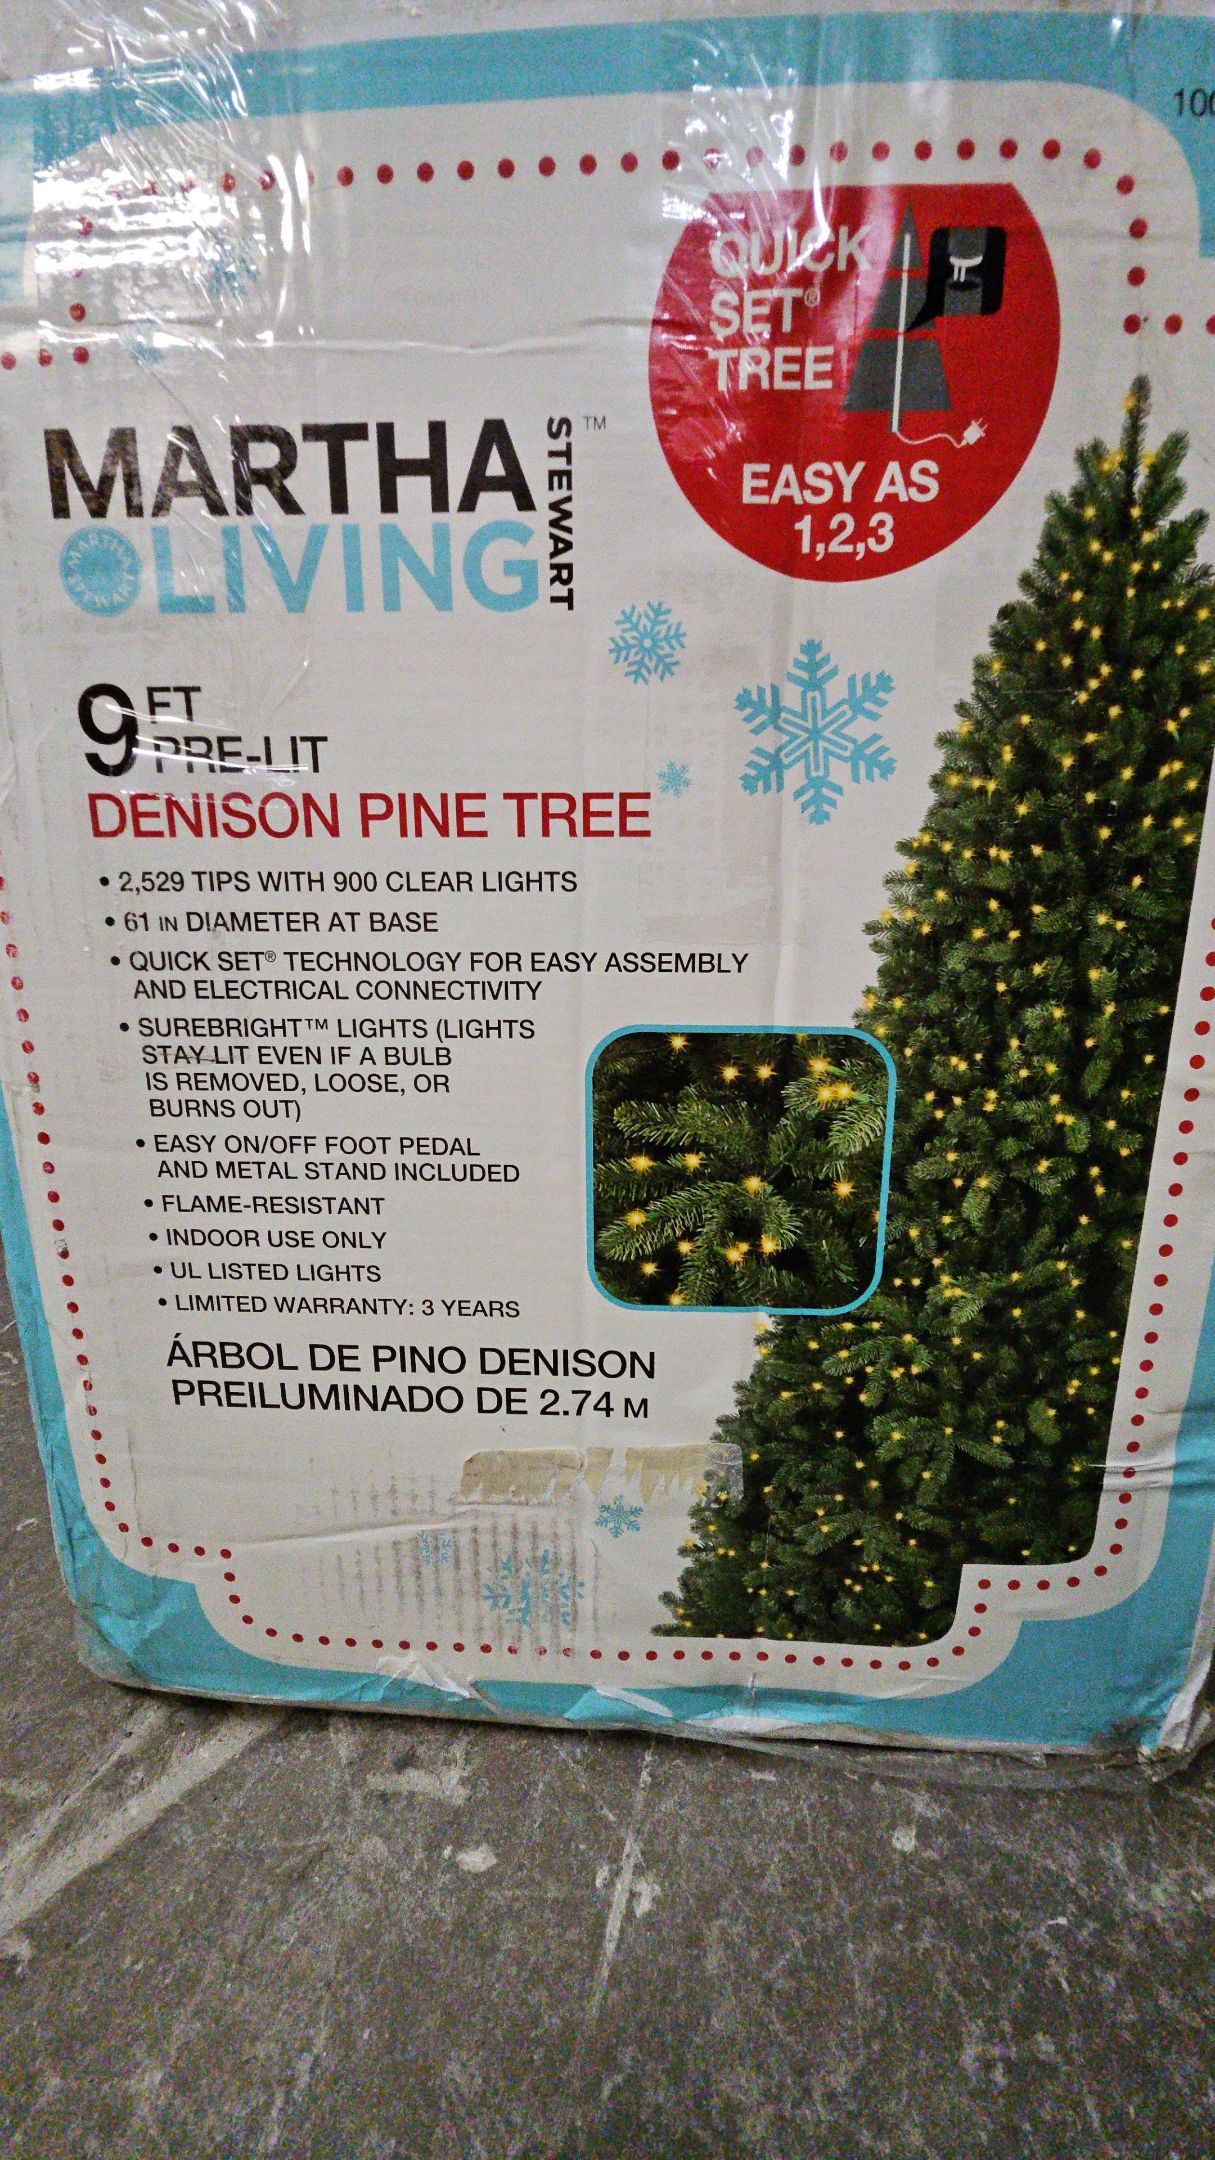 100
QUICK
SET®
TREE
EASY AS
1,2,3
MARTHA
STEWART™
LIVING
MARTHA
STEWART
9 FT
PRE-LIT
DENISON PINE TREE
• 2,529 TIPS WITH 900 CLEAR LIGHTS
• 61 IN DIAMETER AT BASE
• QUICK SET® TECHNOLOGY FOR EASY ASSEMBLY
AND ELECTRICAL CONNECTIVITY
• SUREBRIGHT™ LIGHTS (LIGHTS
STAY LIT EVEN IF A BULB
IS REMOVED, LOOSE, OR
BURNS OUT)
• EASY ON/OFF FOOT PEDAL
AND METAL STAND INCLUDED
• FLAME-RESISTANT
• INDOOR USE ONLY
• UL LISTED LIGHTS
• LIMITED WARRANTY: 3 YEARS
ÁRBOL DE PINO DENISON
PREILUMINADO DE 2.74 M